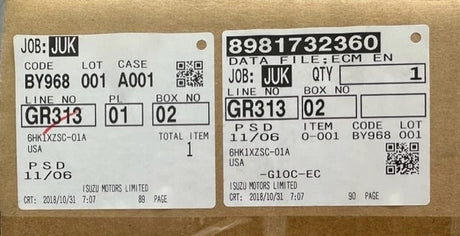 JOB: JUK
CODE LOT CASE
BY968 001 A001
LINE NO PL BOX NO
GR313 01 02
6HK1XZSC-01A TOTAL ITEM
USA 1
PSD
11/06
ISUZU MOTORS LIMITED
CRT: 2018/10/31 7:07 89 PAGE
8981732360
DATA FILE;ECM EN
JOB: JUK QTY 1
LINE NO BOX NO
GR313 02
PSD ITEM CODE LOT
11/06 0-001 BY968 001
6HK1XZSC-01A
USA
-G10C-EC
ISUZU MOTORS LIMITED
CRT: 2018/10/31 7:07 90 PAGE